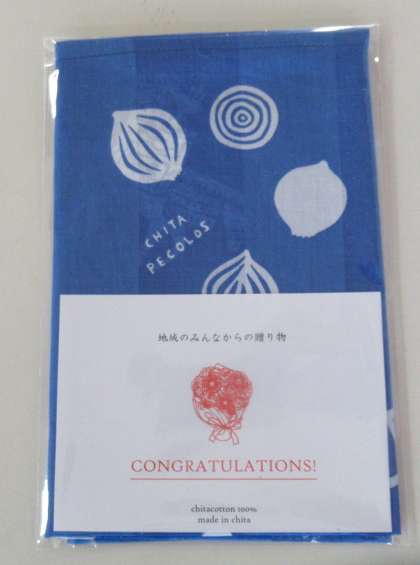 CHITA
PECOLOS
地域のみんなからの贈り物
CONGRATULATIONS!
chitacotton 100%
made in chita